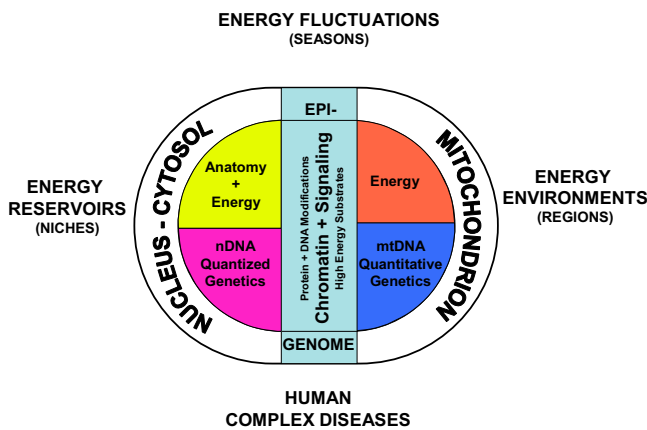 ENERGY FLUCTUATIONS
(SEASONS)
EPI-
NUCLEUS - CYTOSOL
MITOCHONDRION
Anatomy
+
Energy
Protein + DNA Modifications
Chromatin + Signaling
High Energy Substrates
Energy
ENERGY
RESERVOIRS
(NICHES)
ENERGY
ENVIRONMENTS
(REGIONS)
nDNA
Quantized
Genetics
mtDNA
Quantitative
Genetics
GENOME
HUMAN
COMPLEX DISEASES